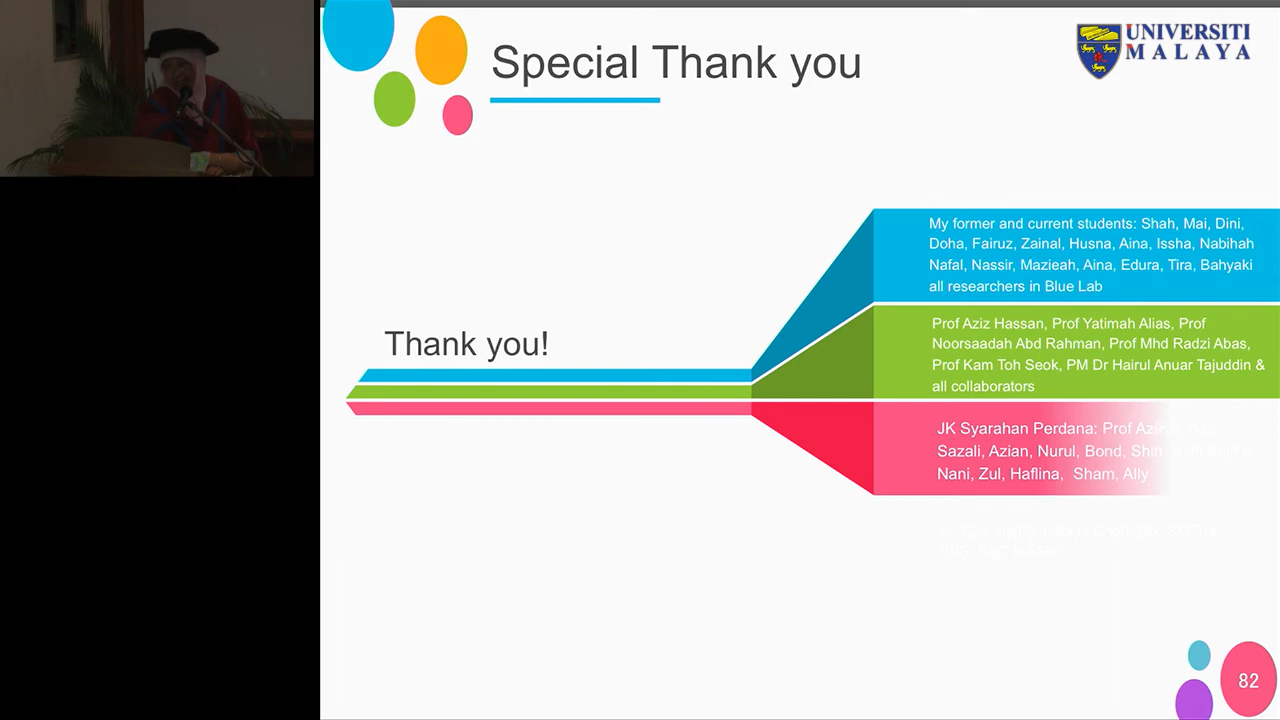 Special Thank you
UNIVERSITI
MALAYA
My former and current students: Shah, Mai, Dini,
Doha, Fairuz, Zainal, Husna, Aina, Issha, Nabihah
Nafal, Nassir, Mazieah, Aina, Edura, Tira, Bahyaki
all researchers in Blue Lab
Thank you!
Prof Aziz Hassan, Prof Yatimah Alias, Prof
Noorsaadah Abd Rahman, Prof Mhd Radzi Abas,
Prof Kam Toh Seok, PM Dr Hairul Anuar Tajuddin &
all collaborators
JK Syarahan Perdana: Prof
Sazali, Azian, Nurul, Bond,
Nani, Zul, Haflina, Sham, Ally
82